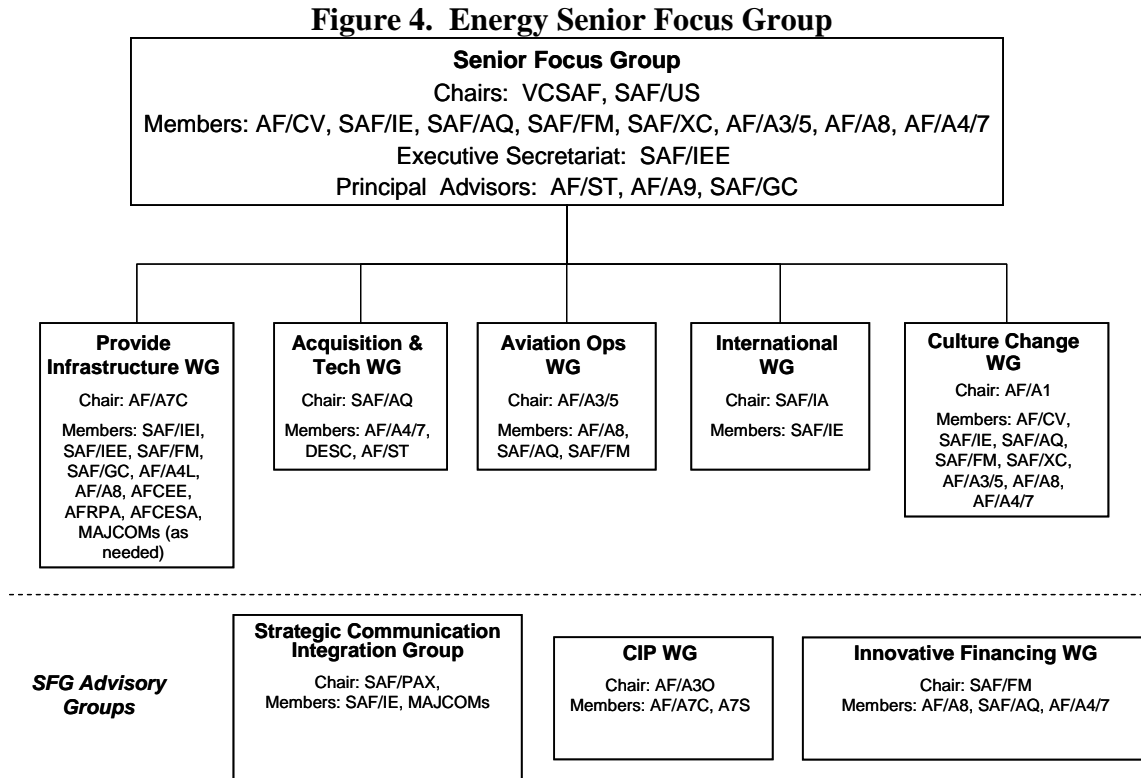 Figure 4. Energy Senior Focus Group
Senior Focus Group
Chairs: VCSAF, SAF/US
Members: AF/CV, SAF/IE, SAF/AQ, SAF/FM, SAF/XC, AF/A3/5, AF/A8, AF/A4/7
Executive Secretariat: SAF/IEE
Principal Advisors: AF/ST, AF/A9, SAF/GC
Provide
Infrastructure WG
Chair: AF/A7C
Members: SAF/IEI,
SAF/IEE, SAF/FM,
SAF/GC, AF/A4L,
AF/A8, AFCEE,
AFRPA, AFCESA,
MAJCOMs (as
needed)
Acquisition &
Tech WG
Chair: SAF/AQ
Members: AF/A4/7,
DESC, AF/ST
Aviation Ops
WG
Chair: AF/A3/5
Members: AF/A8,
SAF/AQ, SAF/FM
International
WG
Chair: SAF/IA
Members: SAF/IE
Culture Change
WG
Chair: AF/A1
Members: AF/CV,
SAF/IE, SAF/AQ,
SAF/FM, SAF/XC,
AF/A3/5, AF/A8,
AF/A4/7
SFG Advisory
Groups
Strategic Communication
Integration Group
Chair: SAF/PAX,
Members: SAF/IE, MAJCOMs
CIP WG
Chair: AF/A3O
Members: AF/A7C, A7S
Innovative Financing WG
Chair: SAF/FM
Members: AF/A8, SAF/AQ, AF/A4/7